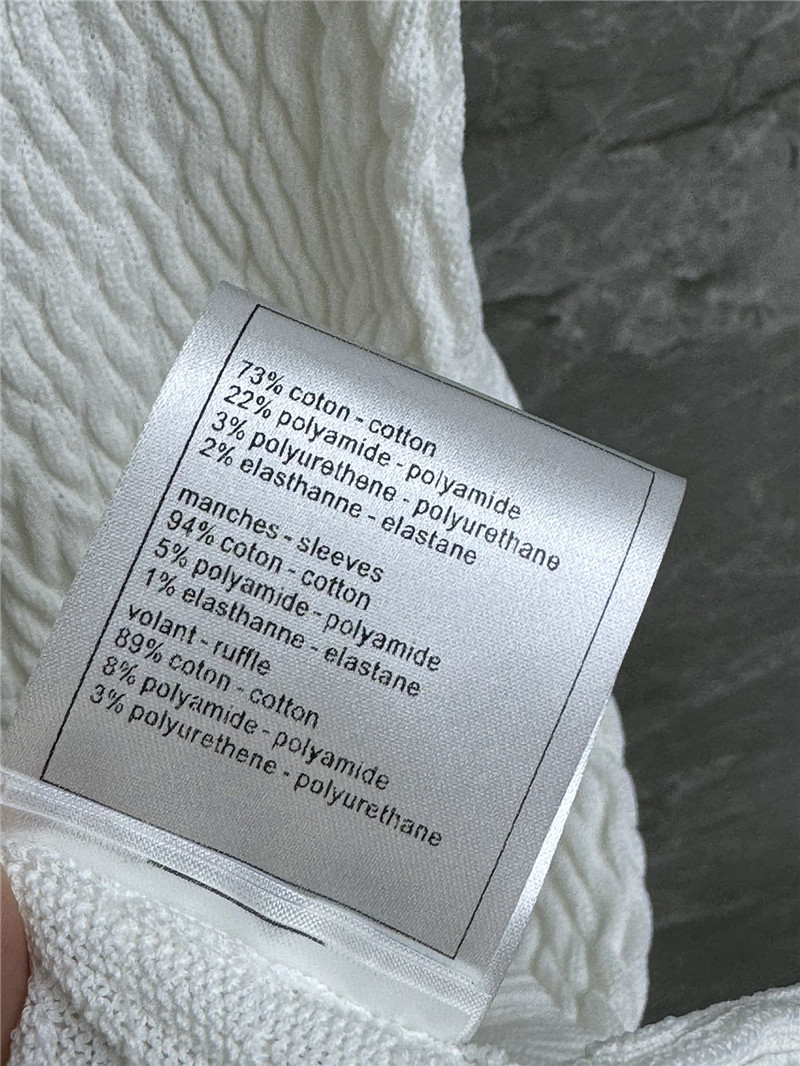 73% coton - cotton
22% polyamide - polyamide
3% polyurethene - polyurethane
2% elasthanne - elastane
manches - sleeves
94% coton - cotton
5% polyamide - polyamide
1% elasthanne - elastane
volant - ruffle
89% coton - cotton
8% polyamide - polyamide
3% polyurethene - polyurethane